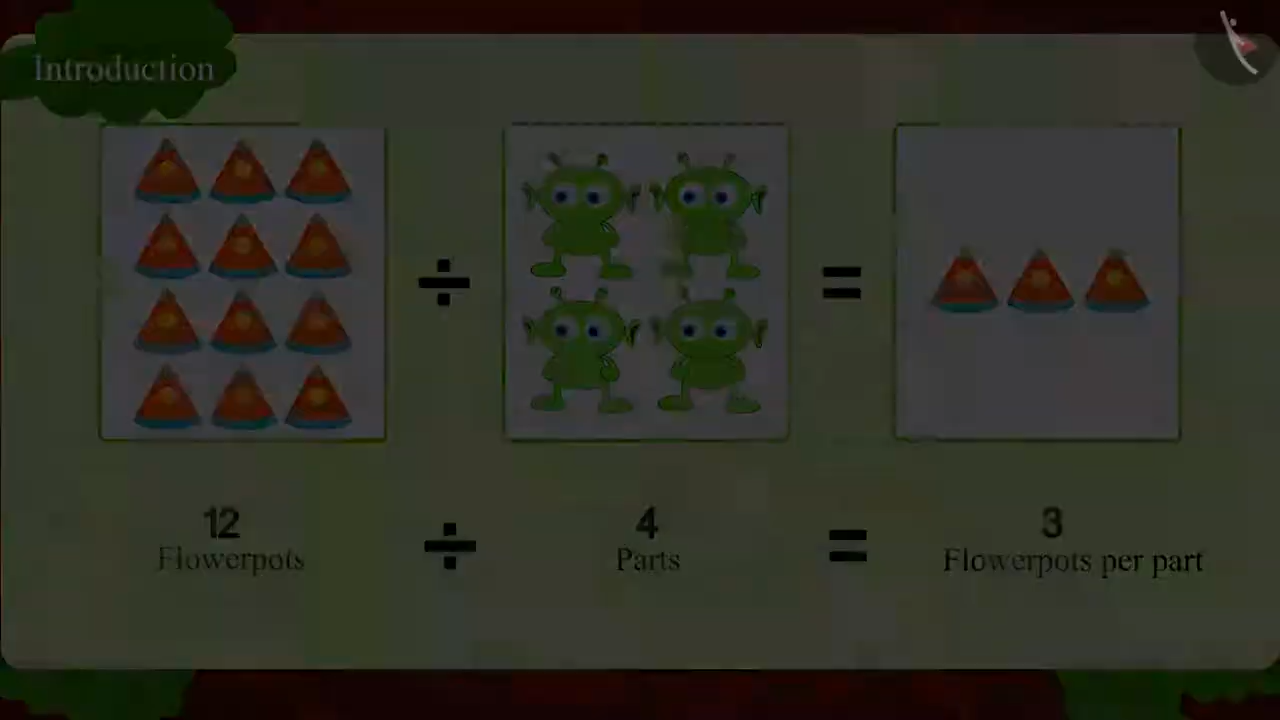 Introduction
÷ =
12 ÷ 4 = 3
Flowerpots Parts Flowerpots per part